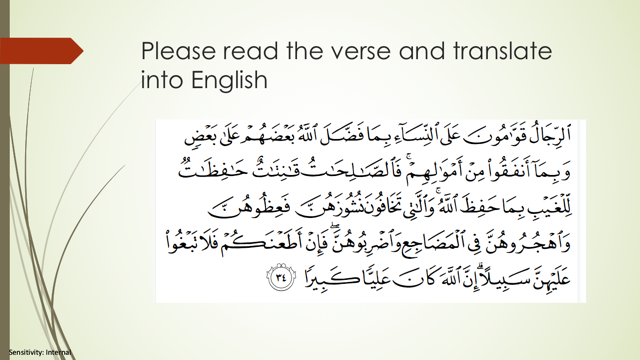 Please read the verse and translate
into English
ٱلرِّجَالُ قَوَّٰمُونَ عَلَى ٱلنِّسَآءِ بِمَا فَضَّلَ ٱللَّهُ بَعۡضَهُمۡ عَلَىٰ بَعۡضٖ
وَبِمَآ أَنفَقُواْ مِنۡ أَمۡوَٰلِهِمۡۚ فَٱلصَّٰلِحَٰتُ قَٰنِتَٰتٌ حَٰفِظَٰتٞ
لِّلۡغَيۡبِ بِمَا حَفِظَ ٱللَّهُۚ وَٱلَّٰتِي تَخَافُونَ نُشُوزَهُنَّ فَعِظُوهُنَّ
وَٱهۡجُرُوهُنَّ فِي ٱلۡمَضَاجِعِ وَٱضۡرِبُوهُنَّۖ فَإِنۡ أَطَعۡنَكُمۡ فَلَا تَبۡغُواْ
عَلَيۡهِنَّ سَبِيلًاۗ إِنَّ ٱللَّهَ كَانَ عَلِيّٗا كَبِيرٗا ٣٤
Sensitivity: Internal